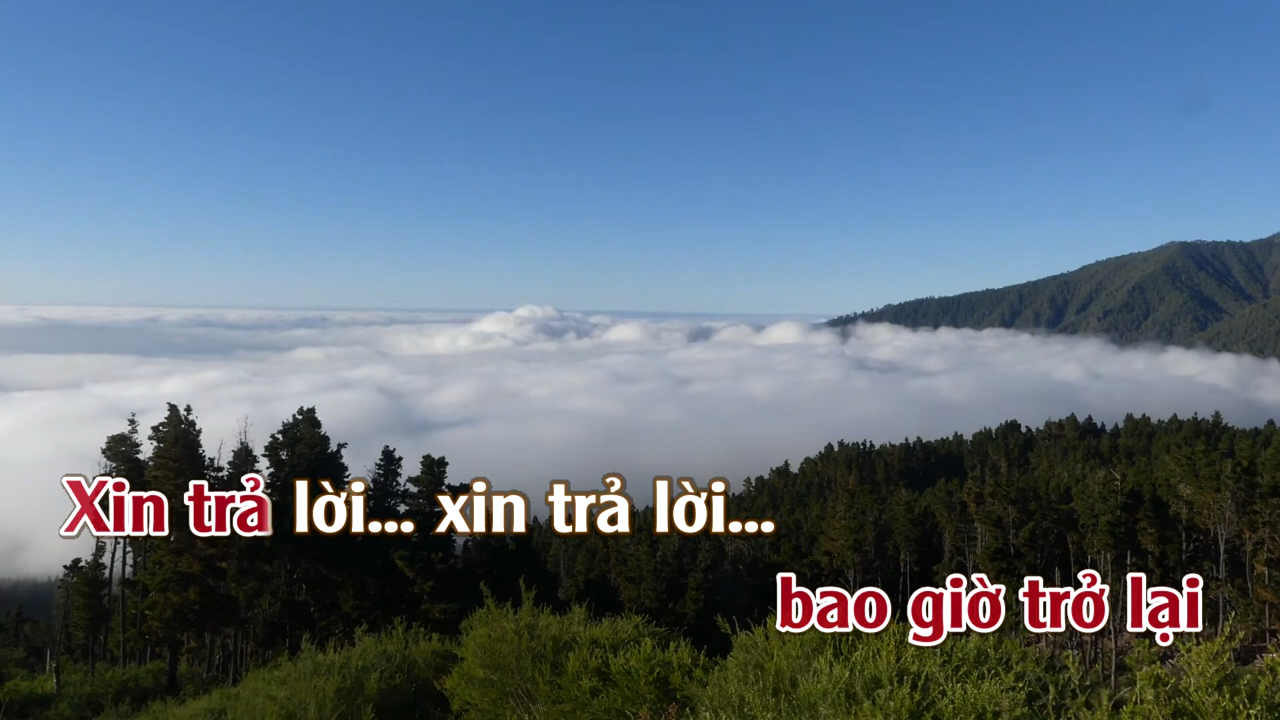 Xin trả lời... xin trả lời...
bao giờ trở lại